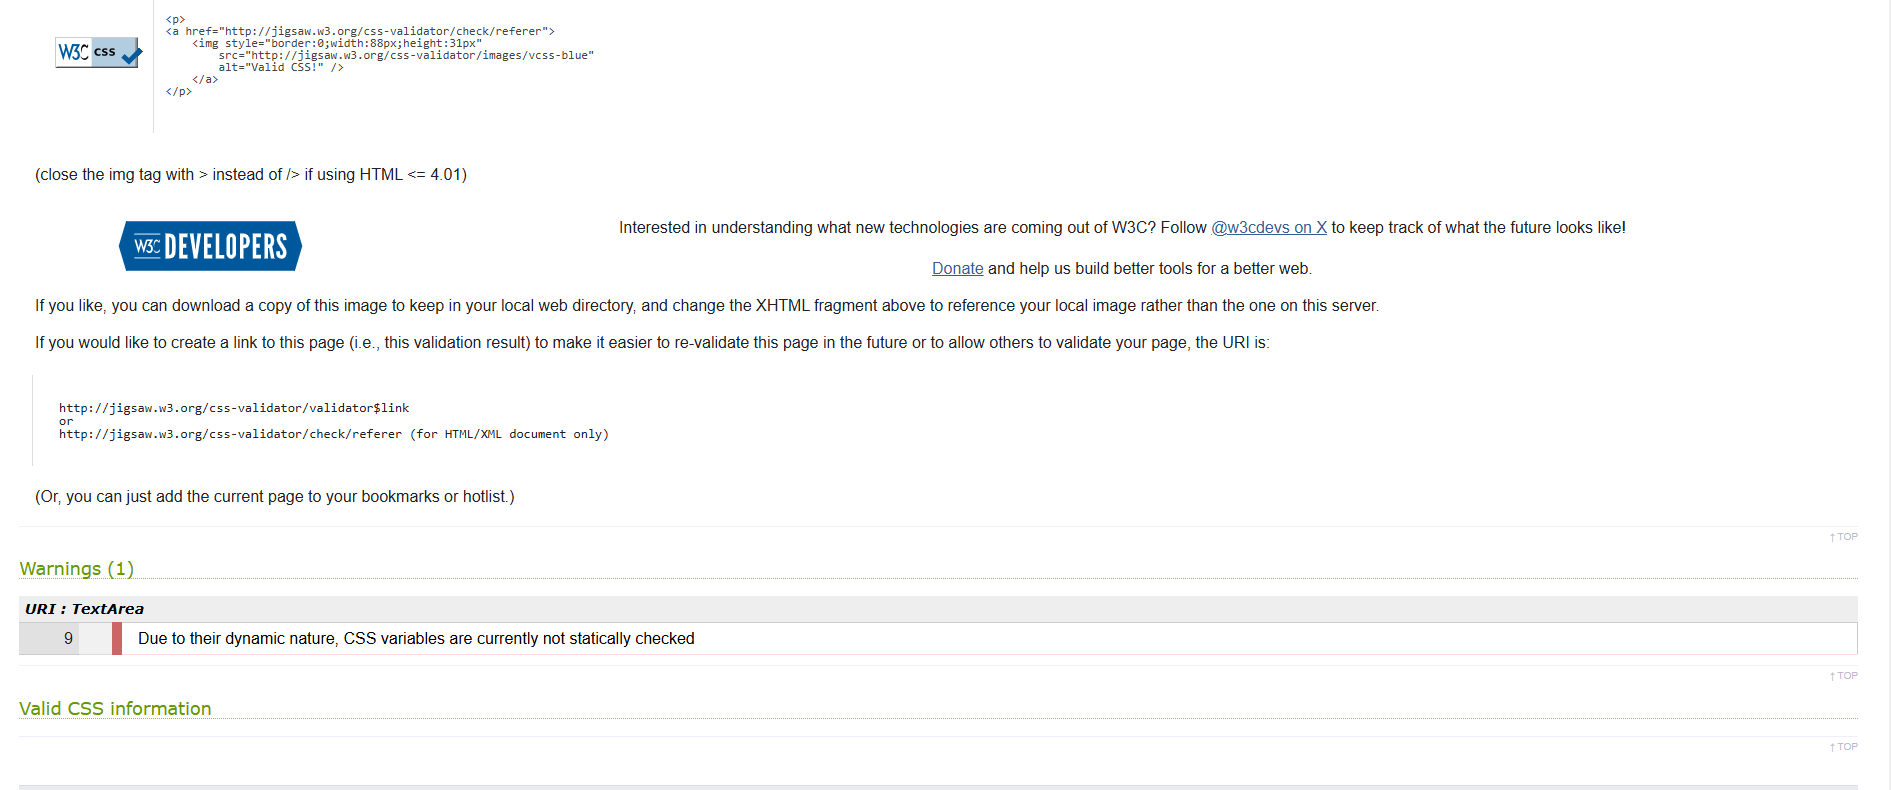 W3C css
<p>
<a href="http://jigsaw.w3.org/css-validator/check/referer">
<img style="border:0;width:88px;height:31px"
src="http://jigsaw.w3.org/css-validator/images/vcss-blue"
alt="Valid CSS!" />
</a>
</p>
(close the img tag with > instead of /> if using HTML <= 4.01)
W3C DEVELOPERS
Interested in understanding what new technologies are coming out of W3C? Follow @w3cdevs on X to keep track of what the future looks like!
Donate and help us build better tools for a better web.
If you like, you can download a copy of this image to keep in your local web directory, and change the XHTML fragment above to reference your local image rather than the one on this server.
If you would like to create a link to this page (i.e., this validation result) to make it easier to re-validate this page in the future or to allow others to validate your page, the URI is:
http://jigsaw.w3.org/css-validator/validator$link
or
http://jigsaw.w3.org/css-validator/check/referer (for HTML/XML document only)
(Or, you can just add the current page to your bookmarks or hotlist.)
↑ TOP
Warnings (1)
URI : TextArea
9 Due to their dynamic nature, CSS variables are currently not statically checked
↑ TOP
Valid CSS information
↑ TOP